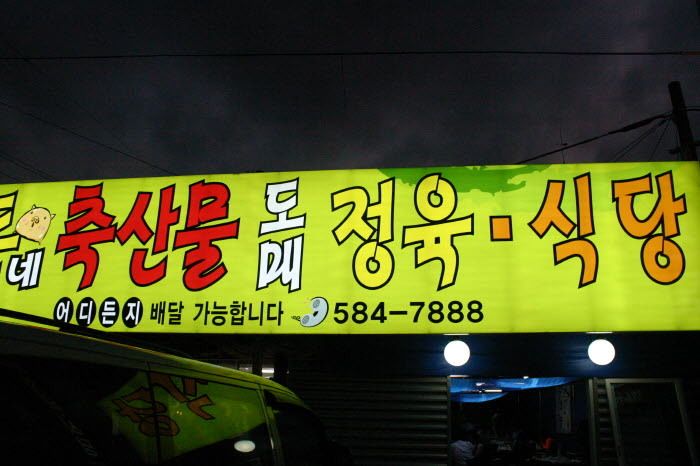 네 축산물 도매 정육·식당
어디든지 배달 가능합니다 584-7888